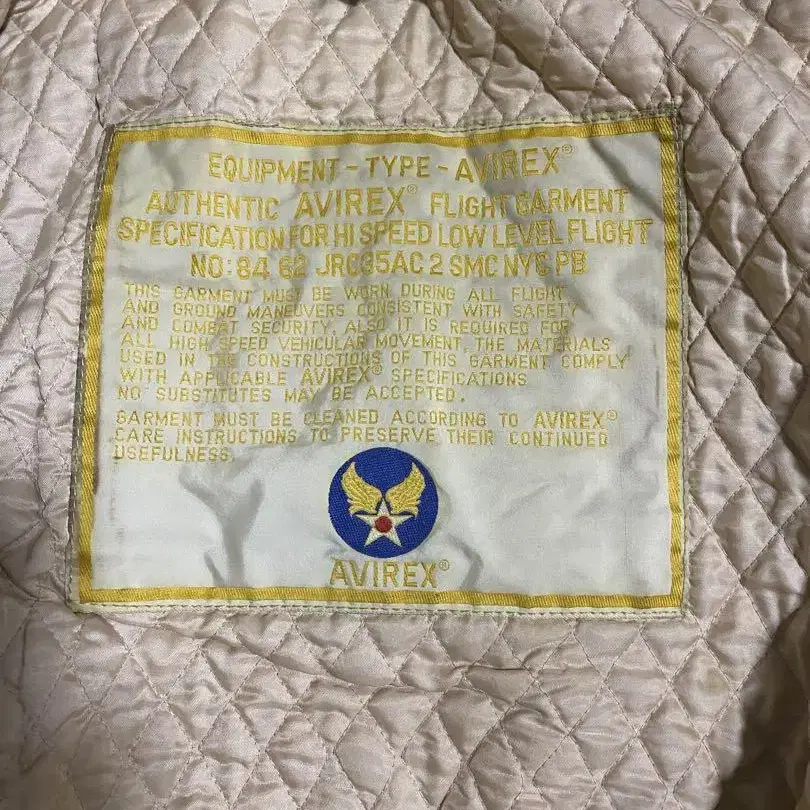 EQUIPMENT - TYPE - AVIREX®
AUTHENTIC AVIREX® FLIGHT GARMENT
SPECIFICATION FOR HI SPEED LOW LEVEL FLIGHT
NO: 84 62 JRC35AC 2 SMC NYC PB
THIS GARMENT MUST BE WORN DURING ALL FLIGHT
AND GROUND MANEUVERS CONSISTENT WITH SAFETY
AND COMBAT SECURITY. ALSO IT IS REQUIRED FOR
ALL HIGH SPEED VEHICULAR MOVEMENT. THE MATERIALS
USED IN THE CONSTRUCTIONS OF THIS GARMENT COMPLY
WITH APPLICABLE AVIREX® SPECIFICATIONS
NO SUBSTITUTES MAY BE ACCEPTED.
GARMENT MUST BE CLEANED ACCORDING TO AVIREX®
CARE INSTRUCTIONS TO PRESERVE THEIR CONTINUED
USEFULNESS.
AVIREX®